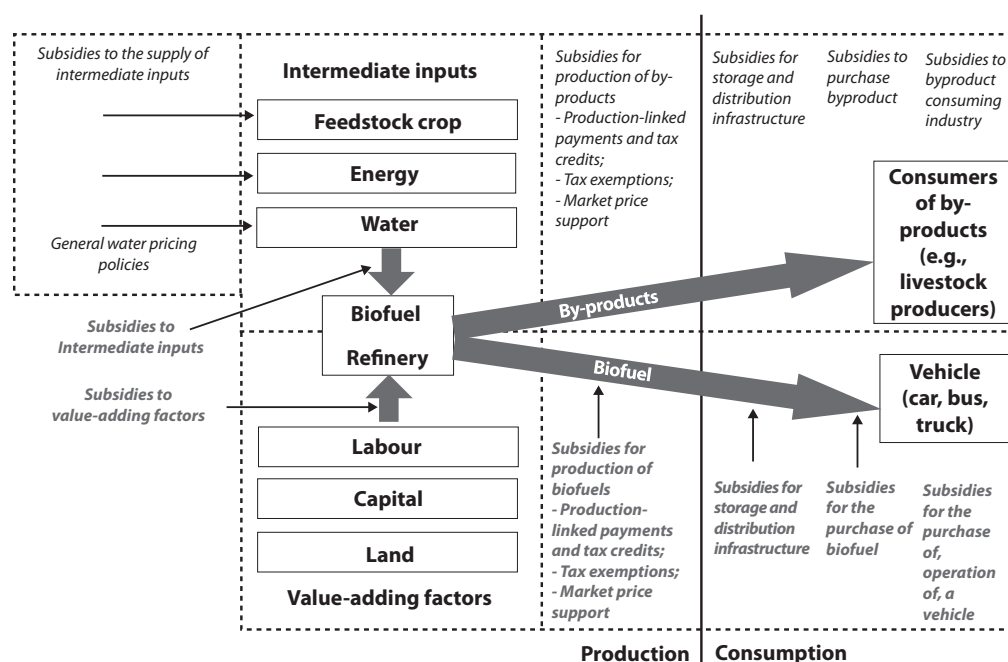 Subsidies to the supply of
intermediate inputs
Intermediate inputs
Feedstock crop
Energy
Water
General water pricing
policies
Subsidies for
production of by-
products
- Production-linked
payments and tax
credits;
- Tax exemptions;
- Market price
support
Subsidies for
storage and
distribution
infrastructure
Subsidies to
purchase
byproduct
Subsidies to
byproduct
consuming
industry
Consumers
of by-
products
(e.g.,
livestock
producers)
By-products
Biofuel
Refinery
Subsidies to
Intermediate inputs
Subsidies to
value-adding factors
Biofuel
Vehicle
(car, bus,
truck)
Labour
Capital
Land
Value-adding factors
Subsidies for
production of
biofuels
- Production-
linked payments
and tax credits;
- Tax exemptions;
- Market price
support
Subsidies for
storage and
distribution
infrastructure
Subsidies
for the
purchase of
biofuel
Subsidies
for the
purchase
of,
operation
of, a
vehicle
Production
Consumption